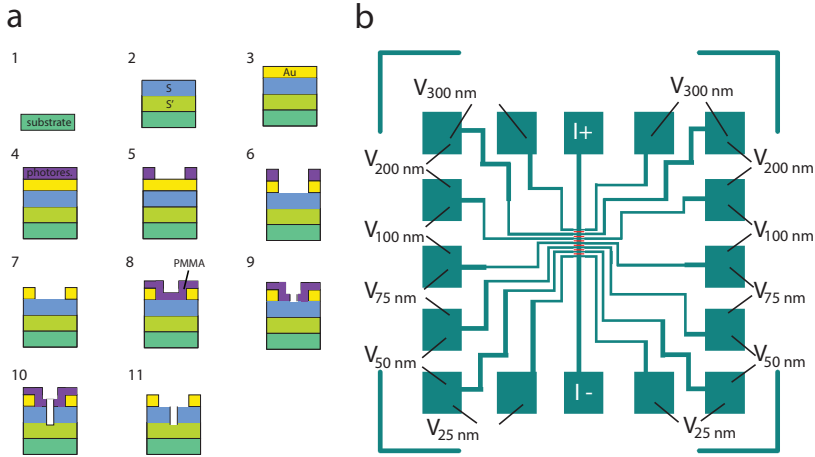 a
1
substrate
2
S
S'
3
Au
4
photores.
5
6
7
8
PMMA
9
10
11
b
V300 nm
I+
V300 nm
V200 nm
V200 nm
V100 nm
V100 nm
V75 nm
V75 nm
V50 nm
V50 nm
I -
V25 nm
V25 nm